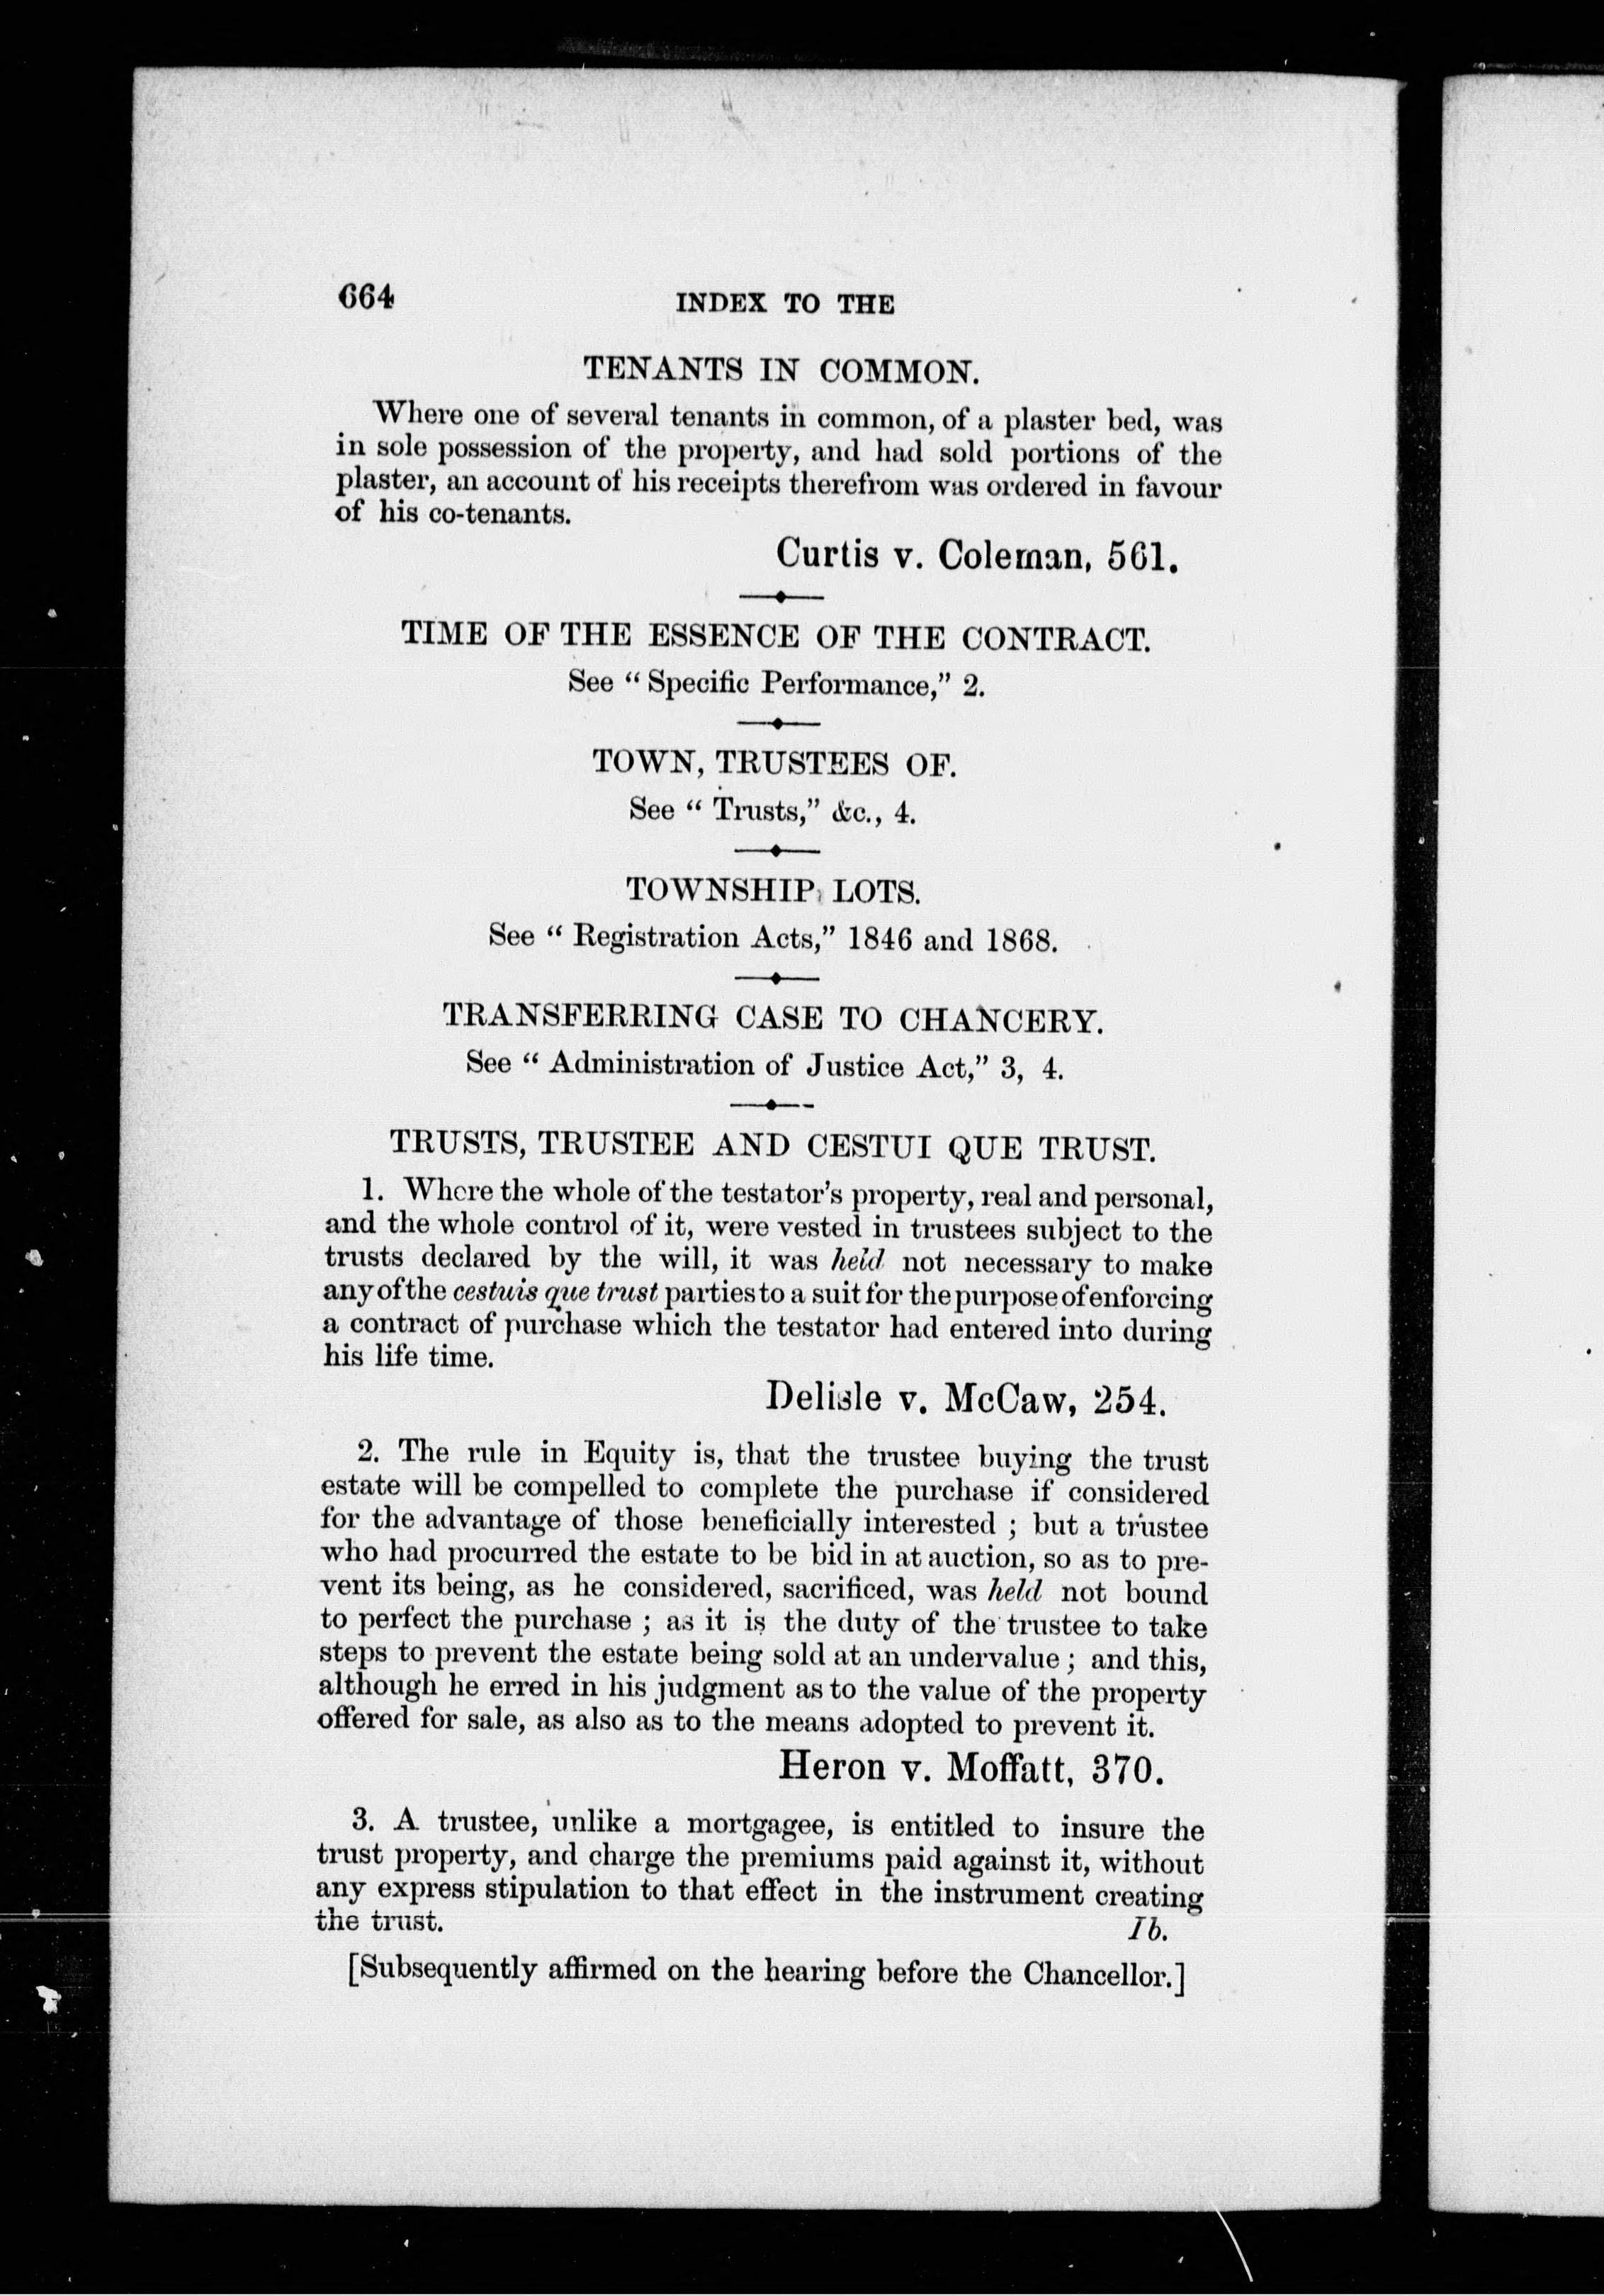 664 INDEX TO THE
TENANTS IN COMMON.
Where one of several tenants in common, of a plaster bed, was
in sole possession of the property, and had sold portions of the
plaster, an account of his receipts therefrom was ordered in favour
of his co-tenants.
Curtis v. Coleman, 561.
TIME OF THE ESSENCE OF THE CONTRACT.
See “ Specific Performance,” 2.
TOWN, TRUSTEES OF.
See “ Trusts,” &c., 4.
TOWNSHIP LOTS.
See “ Registration Acts,” 1846 and 1868.
TRANSFERRING CASE TO CHANCERY.
See “ Administration of Justice Act,” 3, 4.
TRUSTS, TRUSTEE AND CESTUI QUE TRUST.
1. Where the whole of the testator’s property, real and personal,
and the whole control of it, were vested in trustees subject to the
trusts declared by the will, it was held not necessary to make
any of the cestuis que trust parties to a suit for the purpose of enforcing
a contract of purchase which the testator had entered into during
his life time.
Delisle v. McCaw, 254.
2. The rule in Equity is, that the trustee buying the trust
estate will be compelled to complete the purchase if considered
for the advantage of those beneficially interested ; but a trustee
who had procurred the estate to be bid in at auction, so as to pre-
vent its being, as he considered, sacrificed, was held not bound
to perfect the purchase ; as it is the duty of the trustee to take
steps to prevent the estate being sold at an undervalue ; and this,
although he erred in his judgment as to the value of the property
offered for sale, as also as to the means adopted to prevent it.
Heron v. Moffatt, 370.
3. A trustee, unlike a mortgagee, is entitled to insure the
trust property, and charge the premiums paid against it, without
any express stipulation to that effect in the instrument creating
the trust. Ib.
[Subsequently affirmed on the hearing before the Chancellor.]